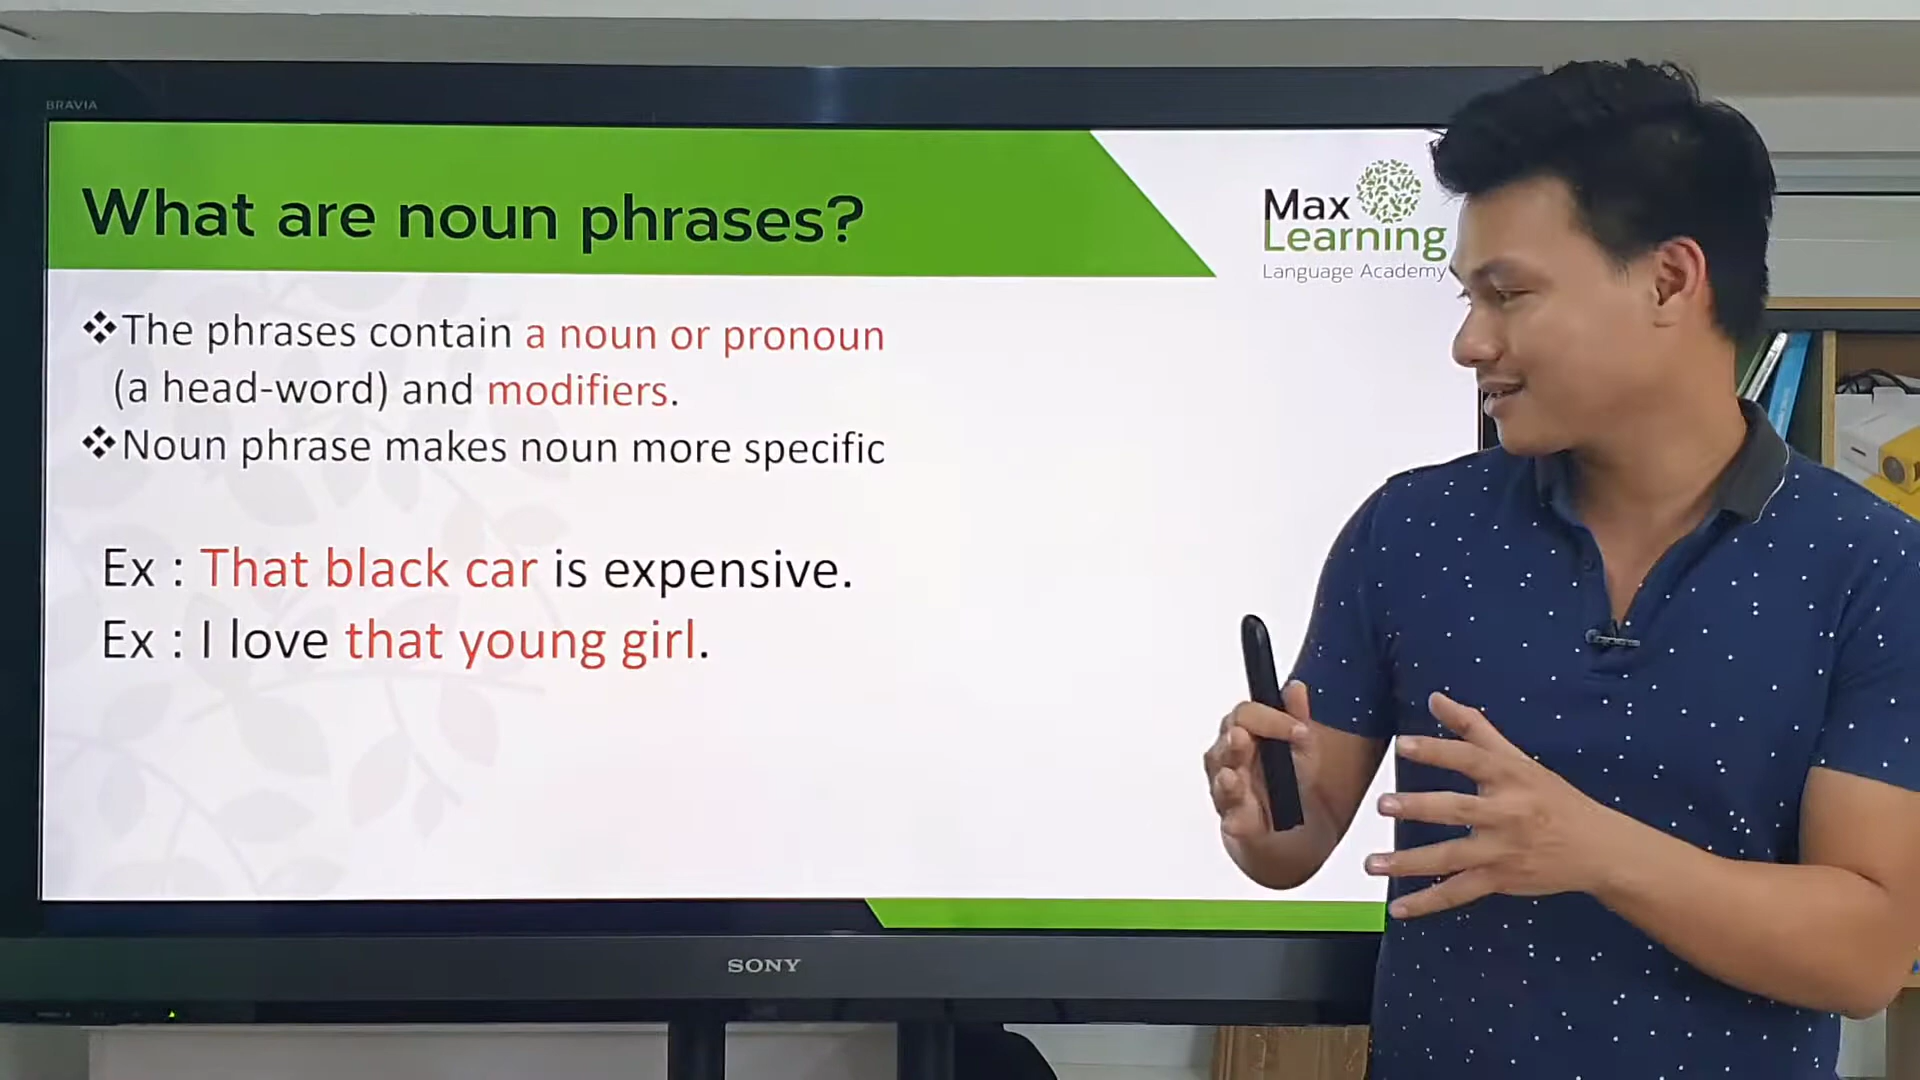 BRAVIA
What are noun phrases?
Max
Learning
Language Academy
❖The phrases contain a noun or pronoun
(a head-word) and modifiers.
❖Noun phrase makes noun more specific
Ex : That black car is expensive.
Ex : I love that young girl.
SONY